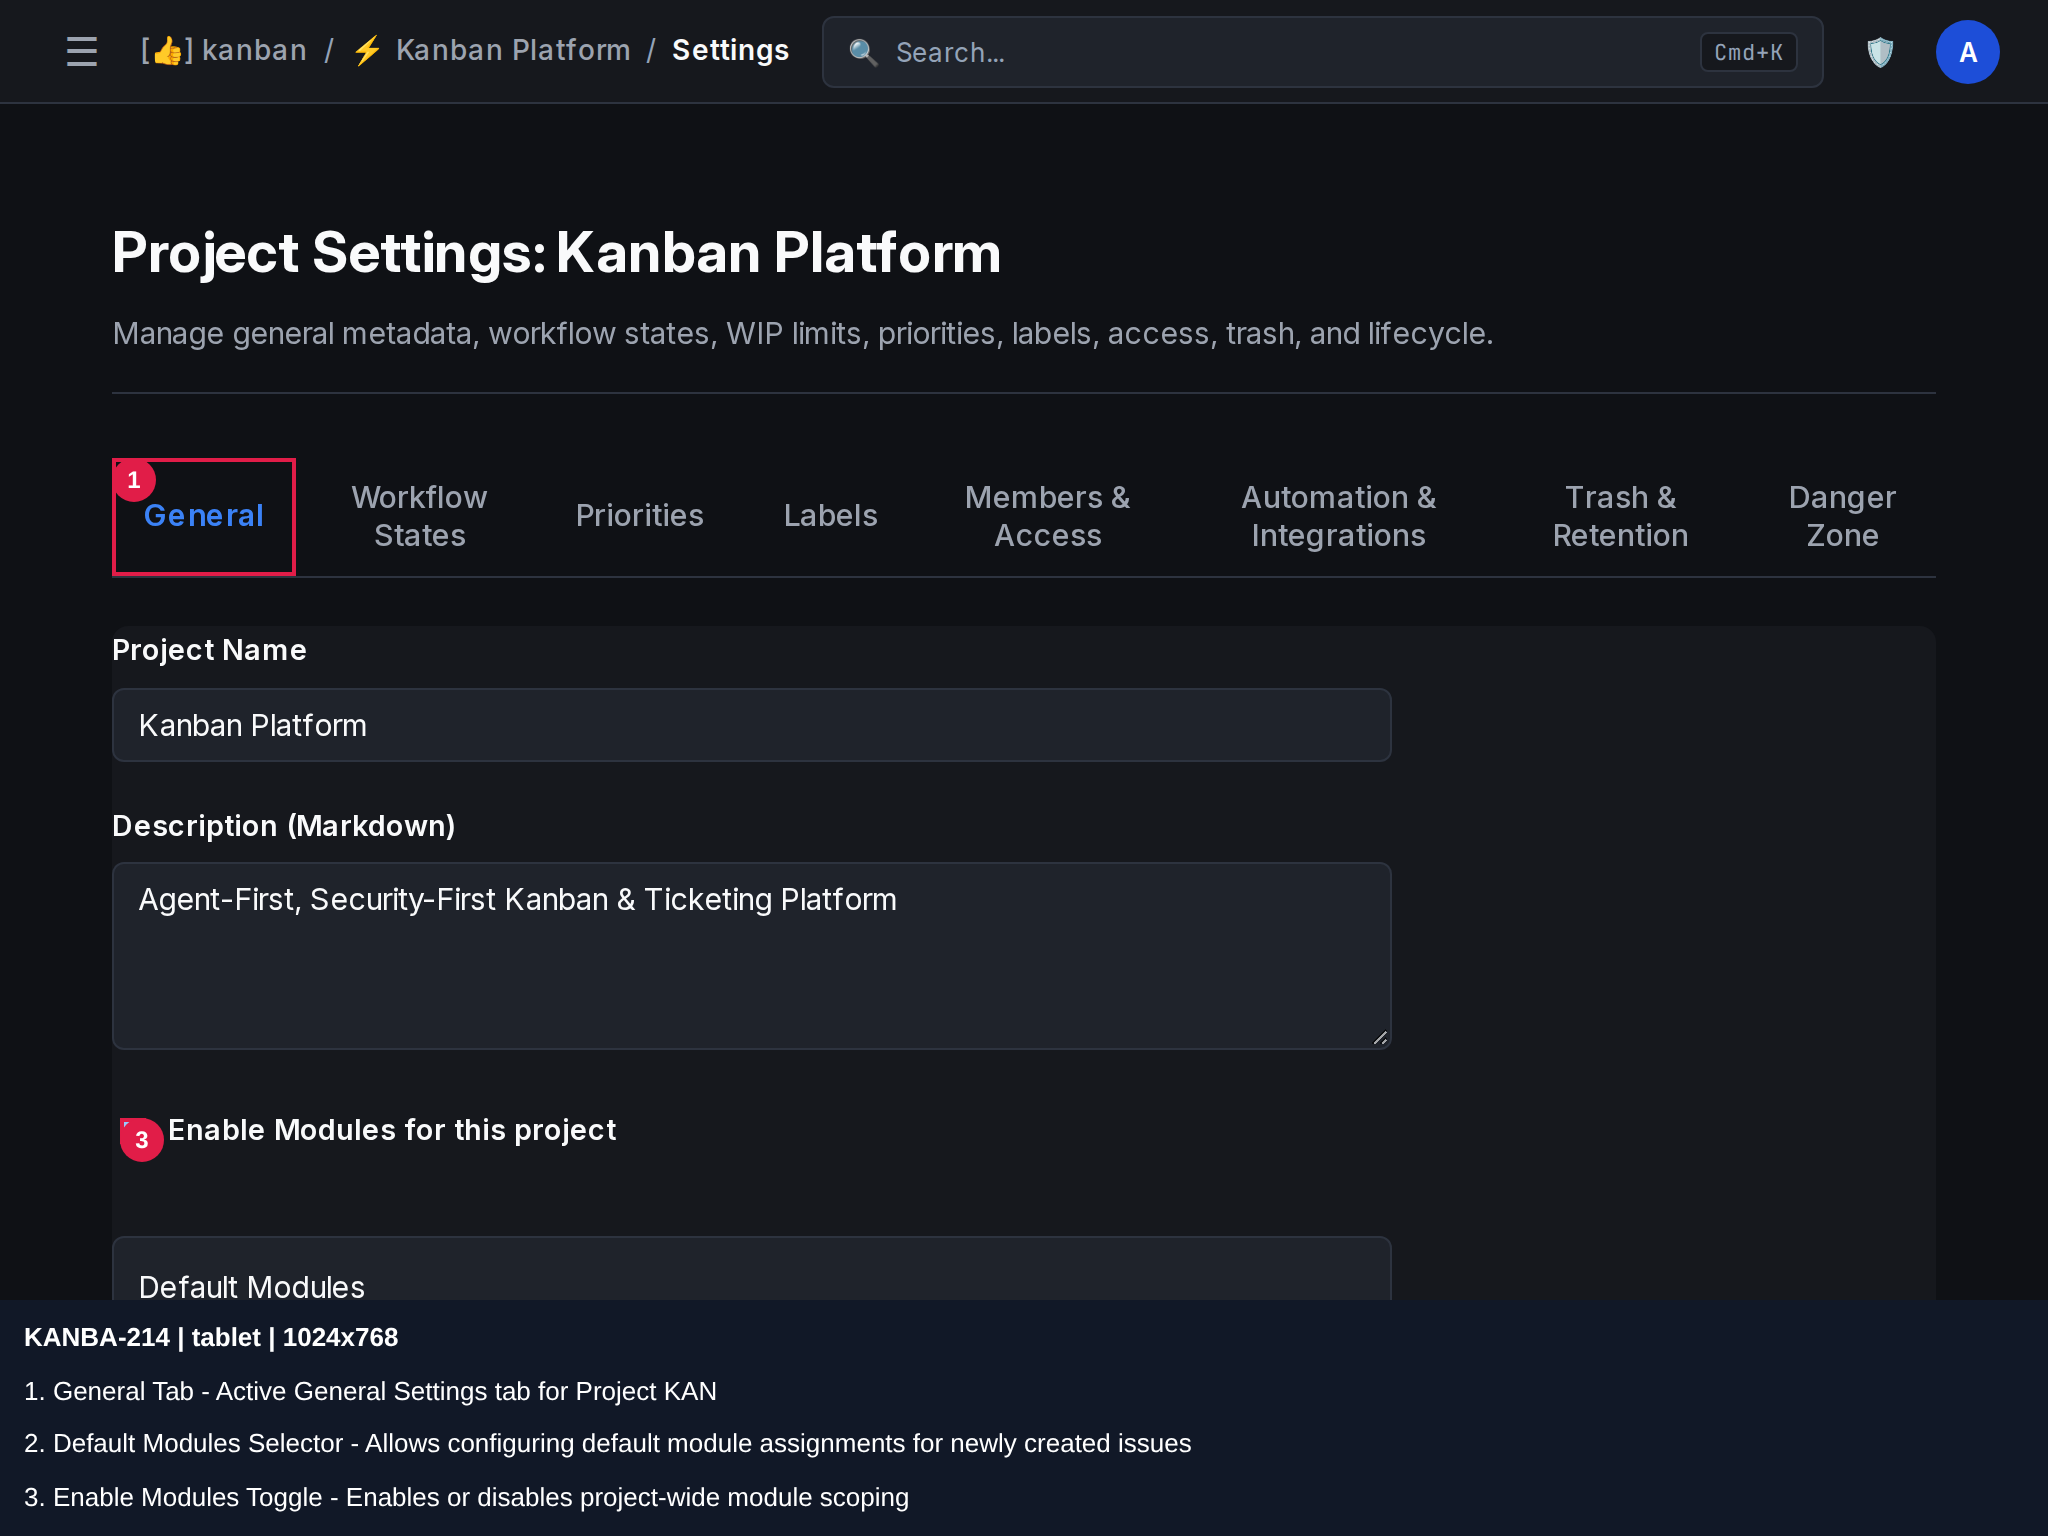 [👍] kanban / ⚡ Kanban Platform / Settings
🔍 Search...
Cmd+K
A
Project Settings: Kanban Platform
Manage general metadata, workflow states, WIP limits, priorities, labels, access, trash, and lifecycle.
1
General
Workflow States
Priorities
Labels
Members & Access
Automation & Integrations
Trash & Retention
Danger Zone
Project Name
Kanban Platform
Description (Markdown)
Agent-First, Security-First Kanban & Ticketing Platform
3 Enable Modules for this project
Default Modules
KANBA-214 | tablet | 1024x768
1. General Tab - Active General Settings tab for Project KAN
2. Default Modules Selector - Allows configuring default module assignments for newly created issues
3. Enable Modules Toggle - Enables or disables project-wide module scoping